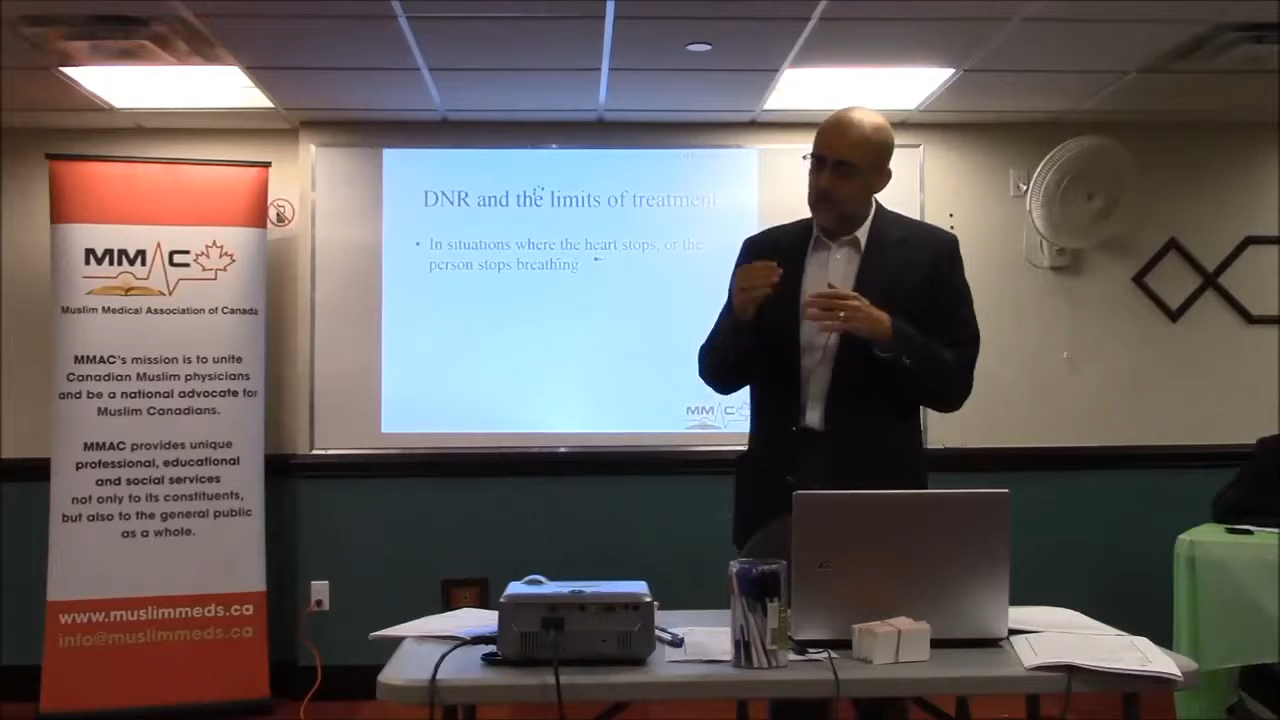 MMAC
Muslim Medical Association of Canada
MMAC's mission is to unite
Canadian Muslim physicians
and be a national advocate for
Muslim Canadians.
MMAC provides unique
professional, educational
and social services
not only to its constituents,
but also to the general public
as a whole.
www.muslimmeds.ca
info@muslimmeds.ca
DNR and the limits of treatment
• In situations where the heart stops, or the
person stops breathing
MMAC